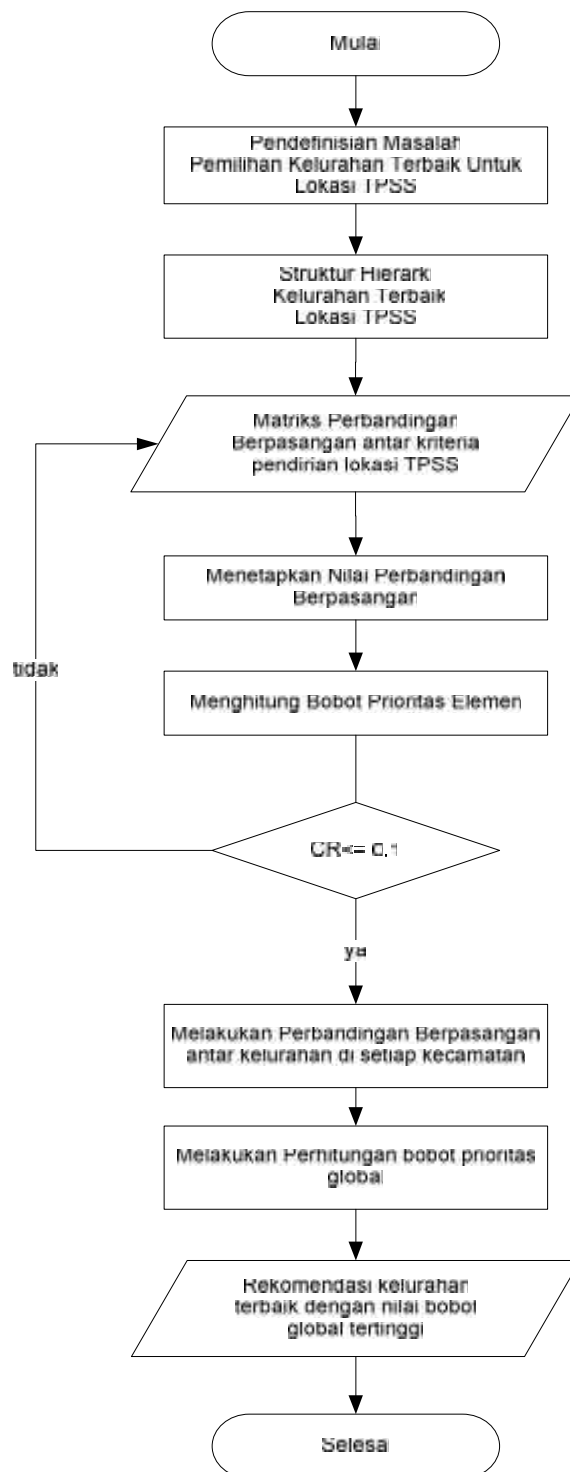 Mulai
Pendefinisian Masalah
Pemilihan Kelurahan Terbaik Untuk
Lokasi TPSS
Struktur Hierarki
Kelurahan Terbaik
Lokasi TPSS
Matriks Perbandingan
Berpasangan antar kriteria
pendirian lokasi TPSS
Menetapkan Nilai Perbandingan
Berpasangan
tidak
Menghitung Bobot Prioritas Elemen
CR<= 0.1
ya
Melakukan Perbandingan Berpasangan
antar kelurahan di setiap kecamatan
Melakukan Perhitungan bobot prioritas
global
Rekomendasi kelurahan
terbaik dengan nilai bobot
global tertinggi
Selesai